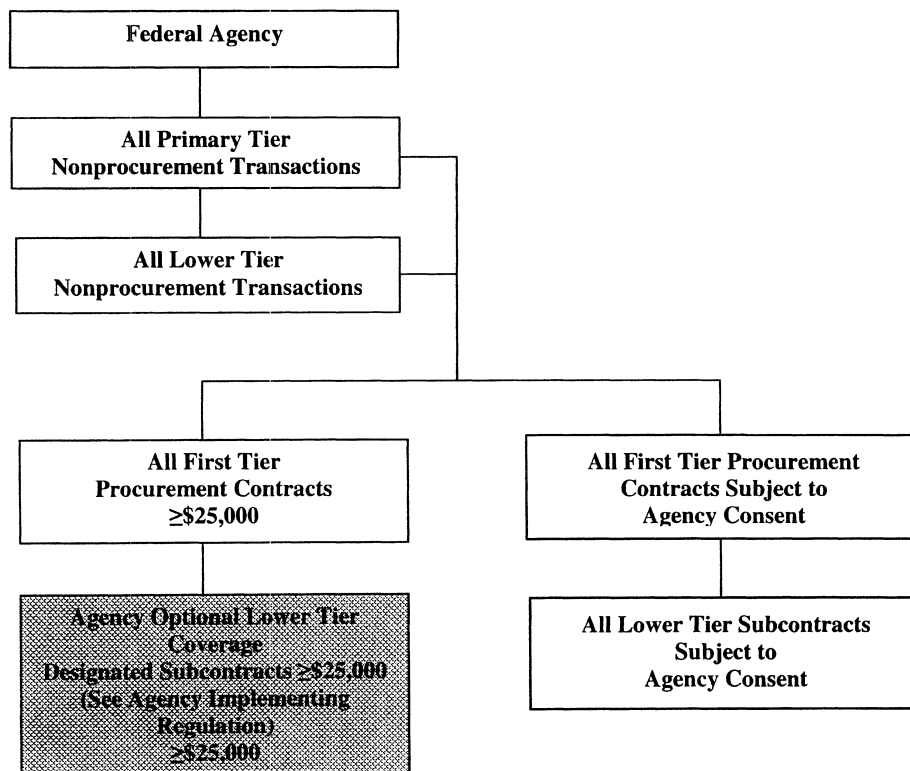 Federal Agency
All Primary Tier
Nonprocurement Transactions
All Lower Tier
Nonprocurement Transactions
All First Tier
Procurement Contracts
≥$25,000
All First Tier Procurement
Contracts Subject to
Agency Consent
Agency Optional Lower Tier
Coverage
Designated Subcontracts ≥$25,000
(See Agency Implementing
Regulation)
≥$25,000
All Lower Tier Subcontracts
Subject to
Agency Consent